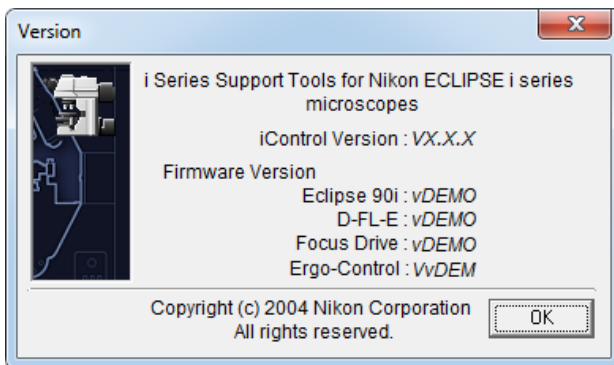 Version
i Series Support Tools for Nikon ECLIPSE i series
microscopes
iControl Version : VX.X.X
Firmware Version
Eclipse 90i : vDEMO
D-FL-E : vDEMO
Focus Drive : vDEMO
Ergo-Control : VvDEM
Copyright (c) 2004 Nikon Corporation
All rights reserved.
OK